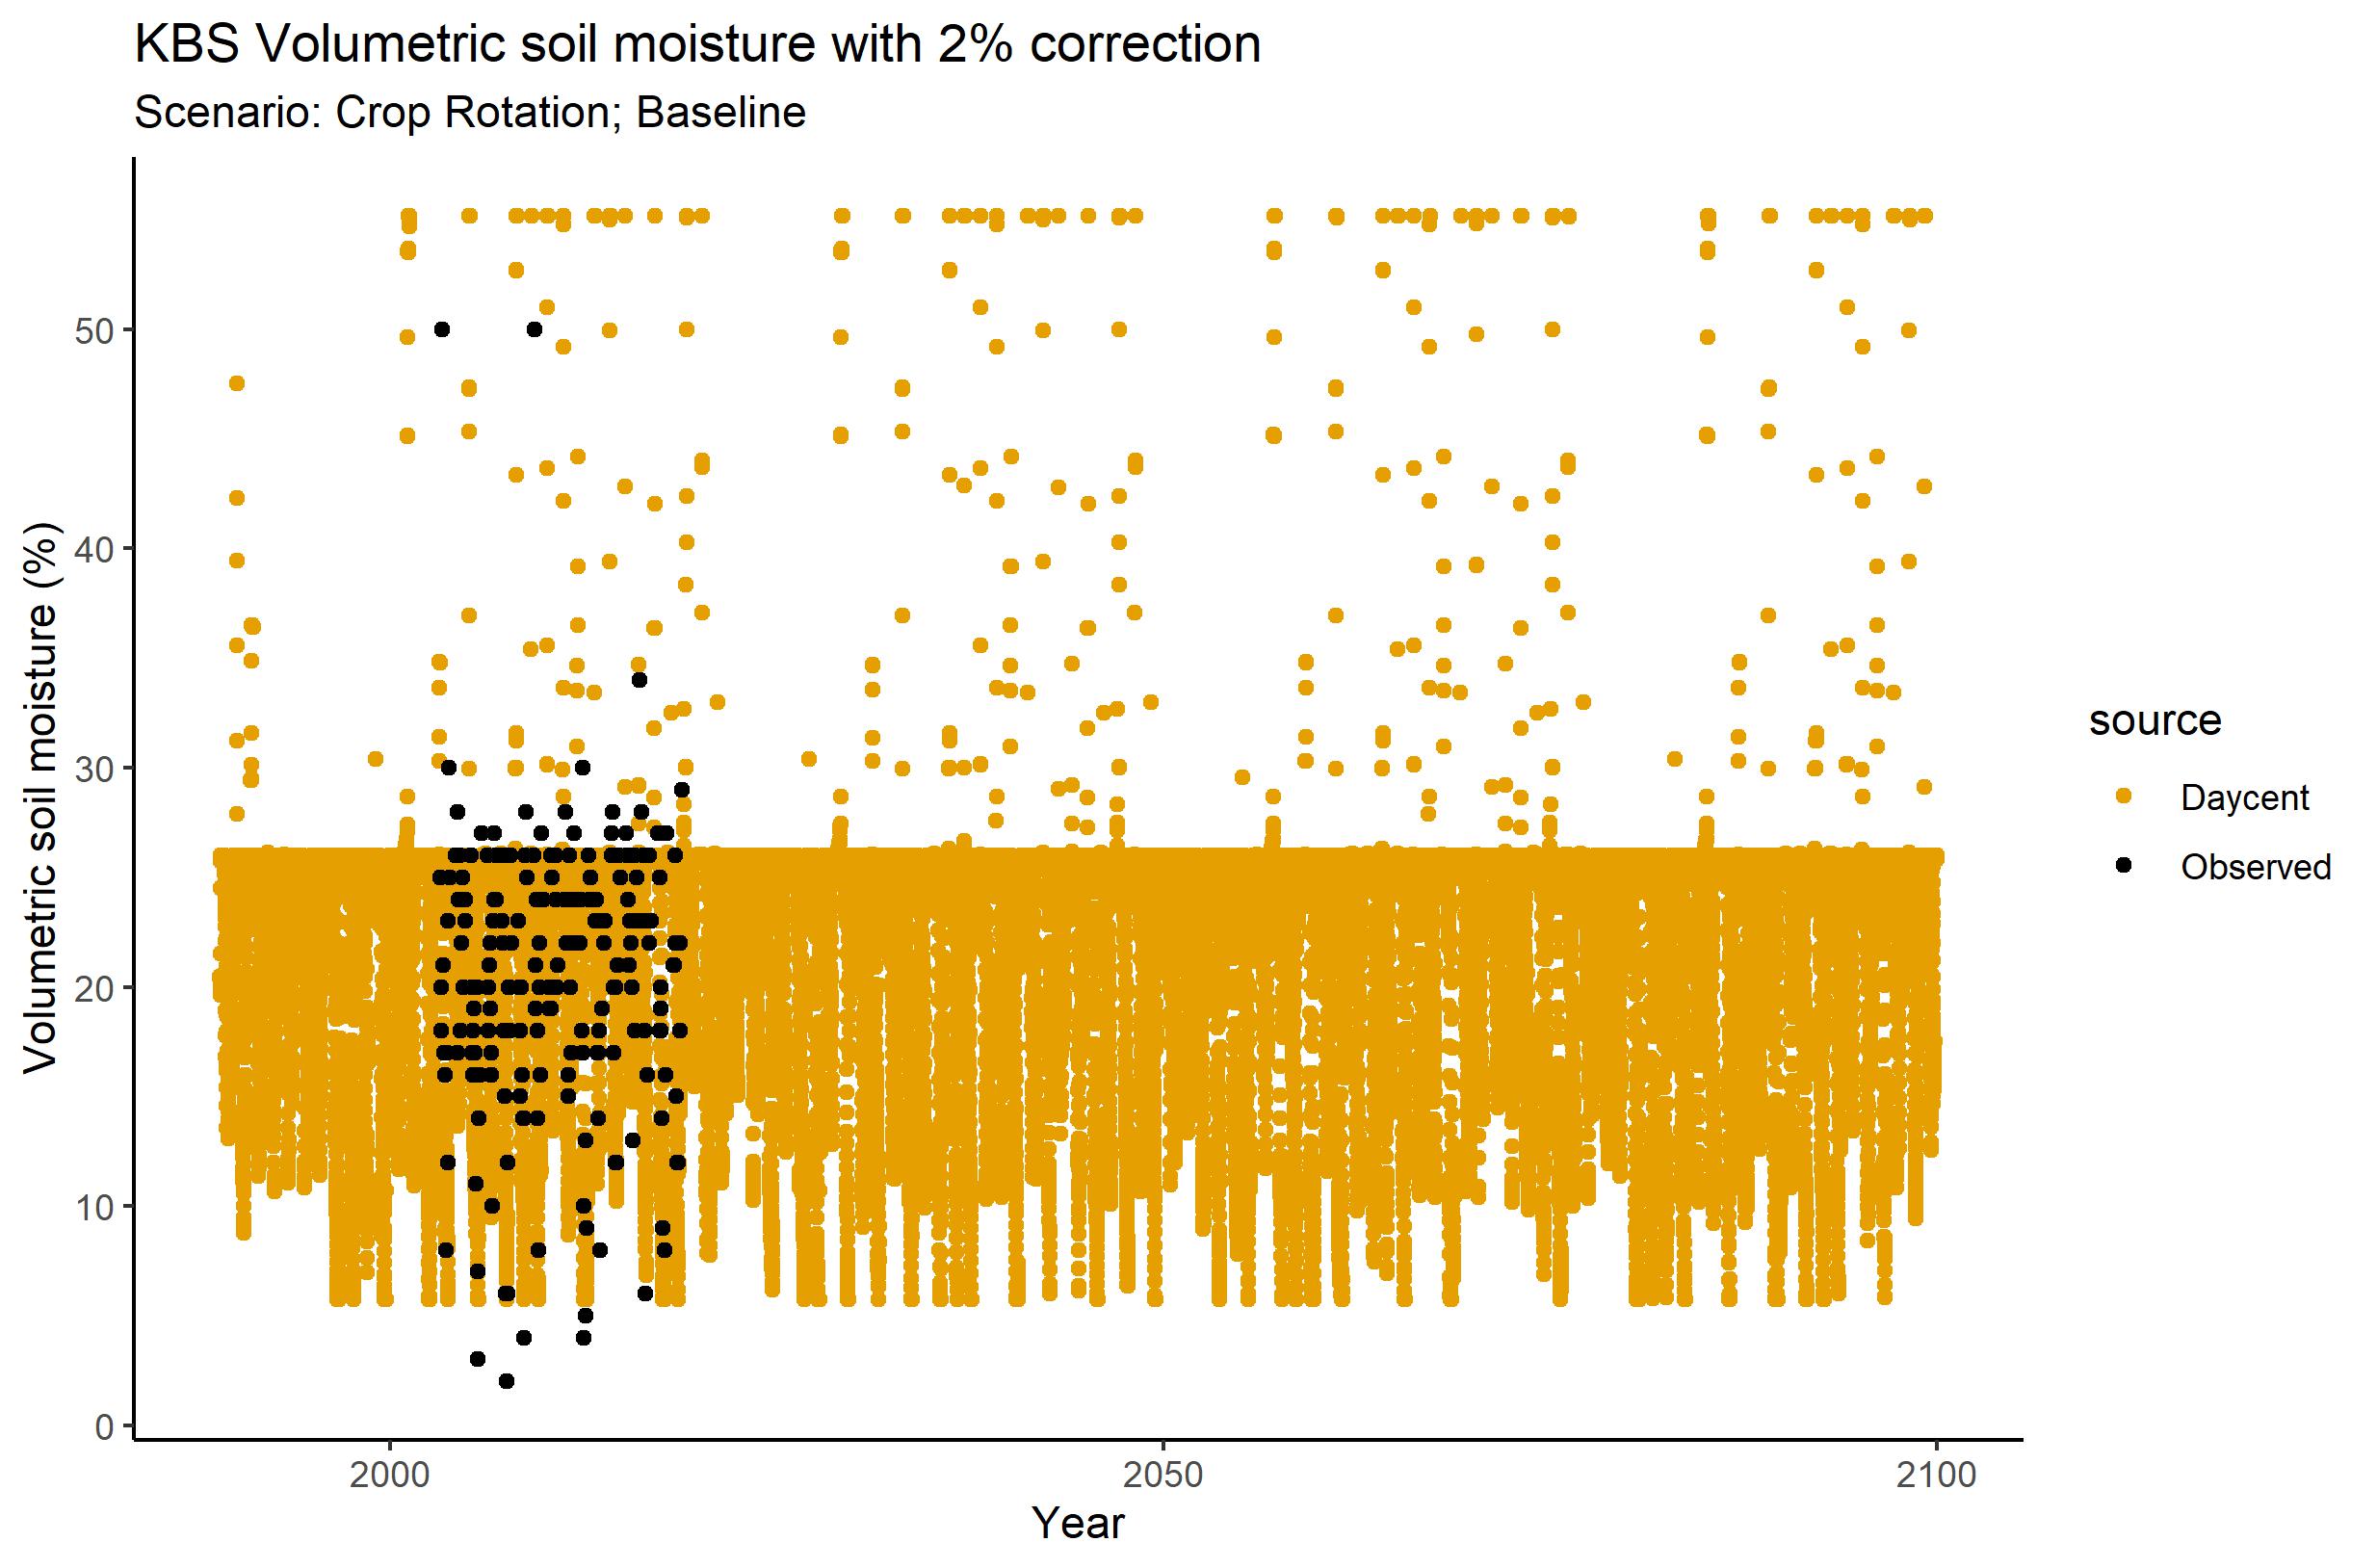 KBS Volumetric soil moisture with 2% correction
Scenario: Crop Rotation; Baseline
Volumetric soil moisture (%)
50
40
30
20
10
0
2000
2050
2100
Year
source
Daycent
Observed